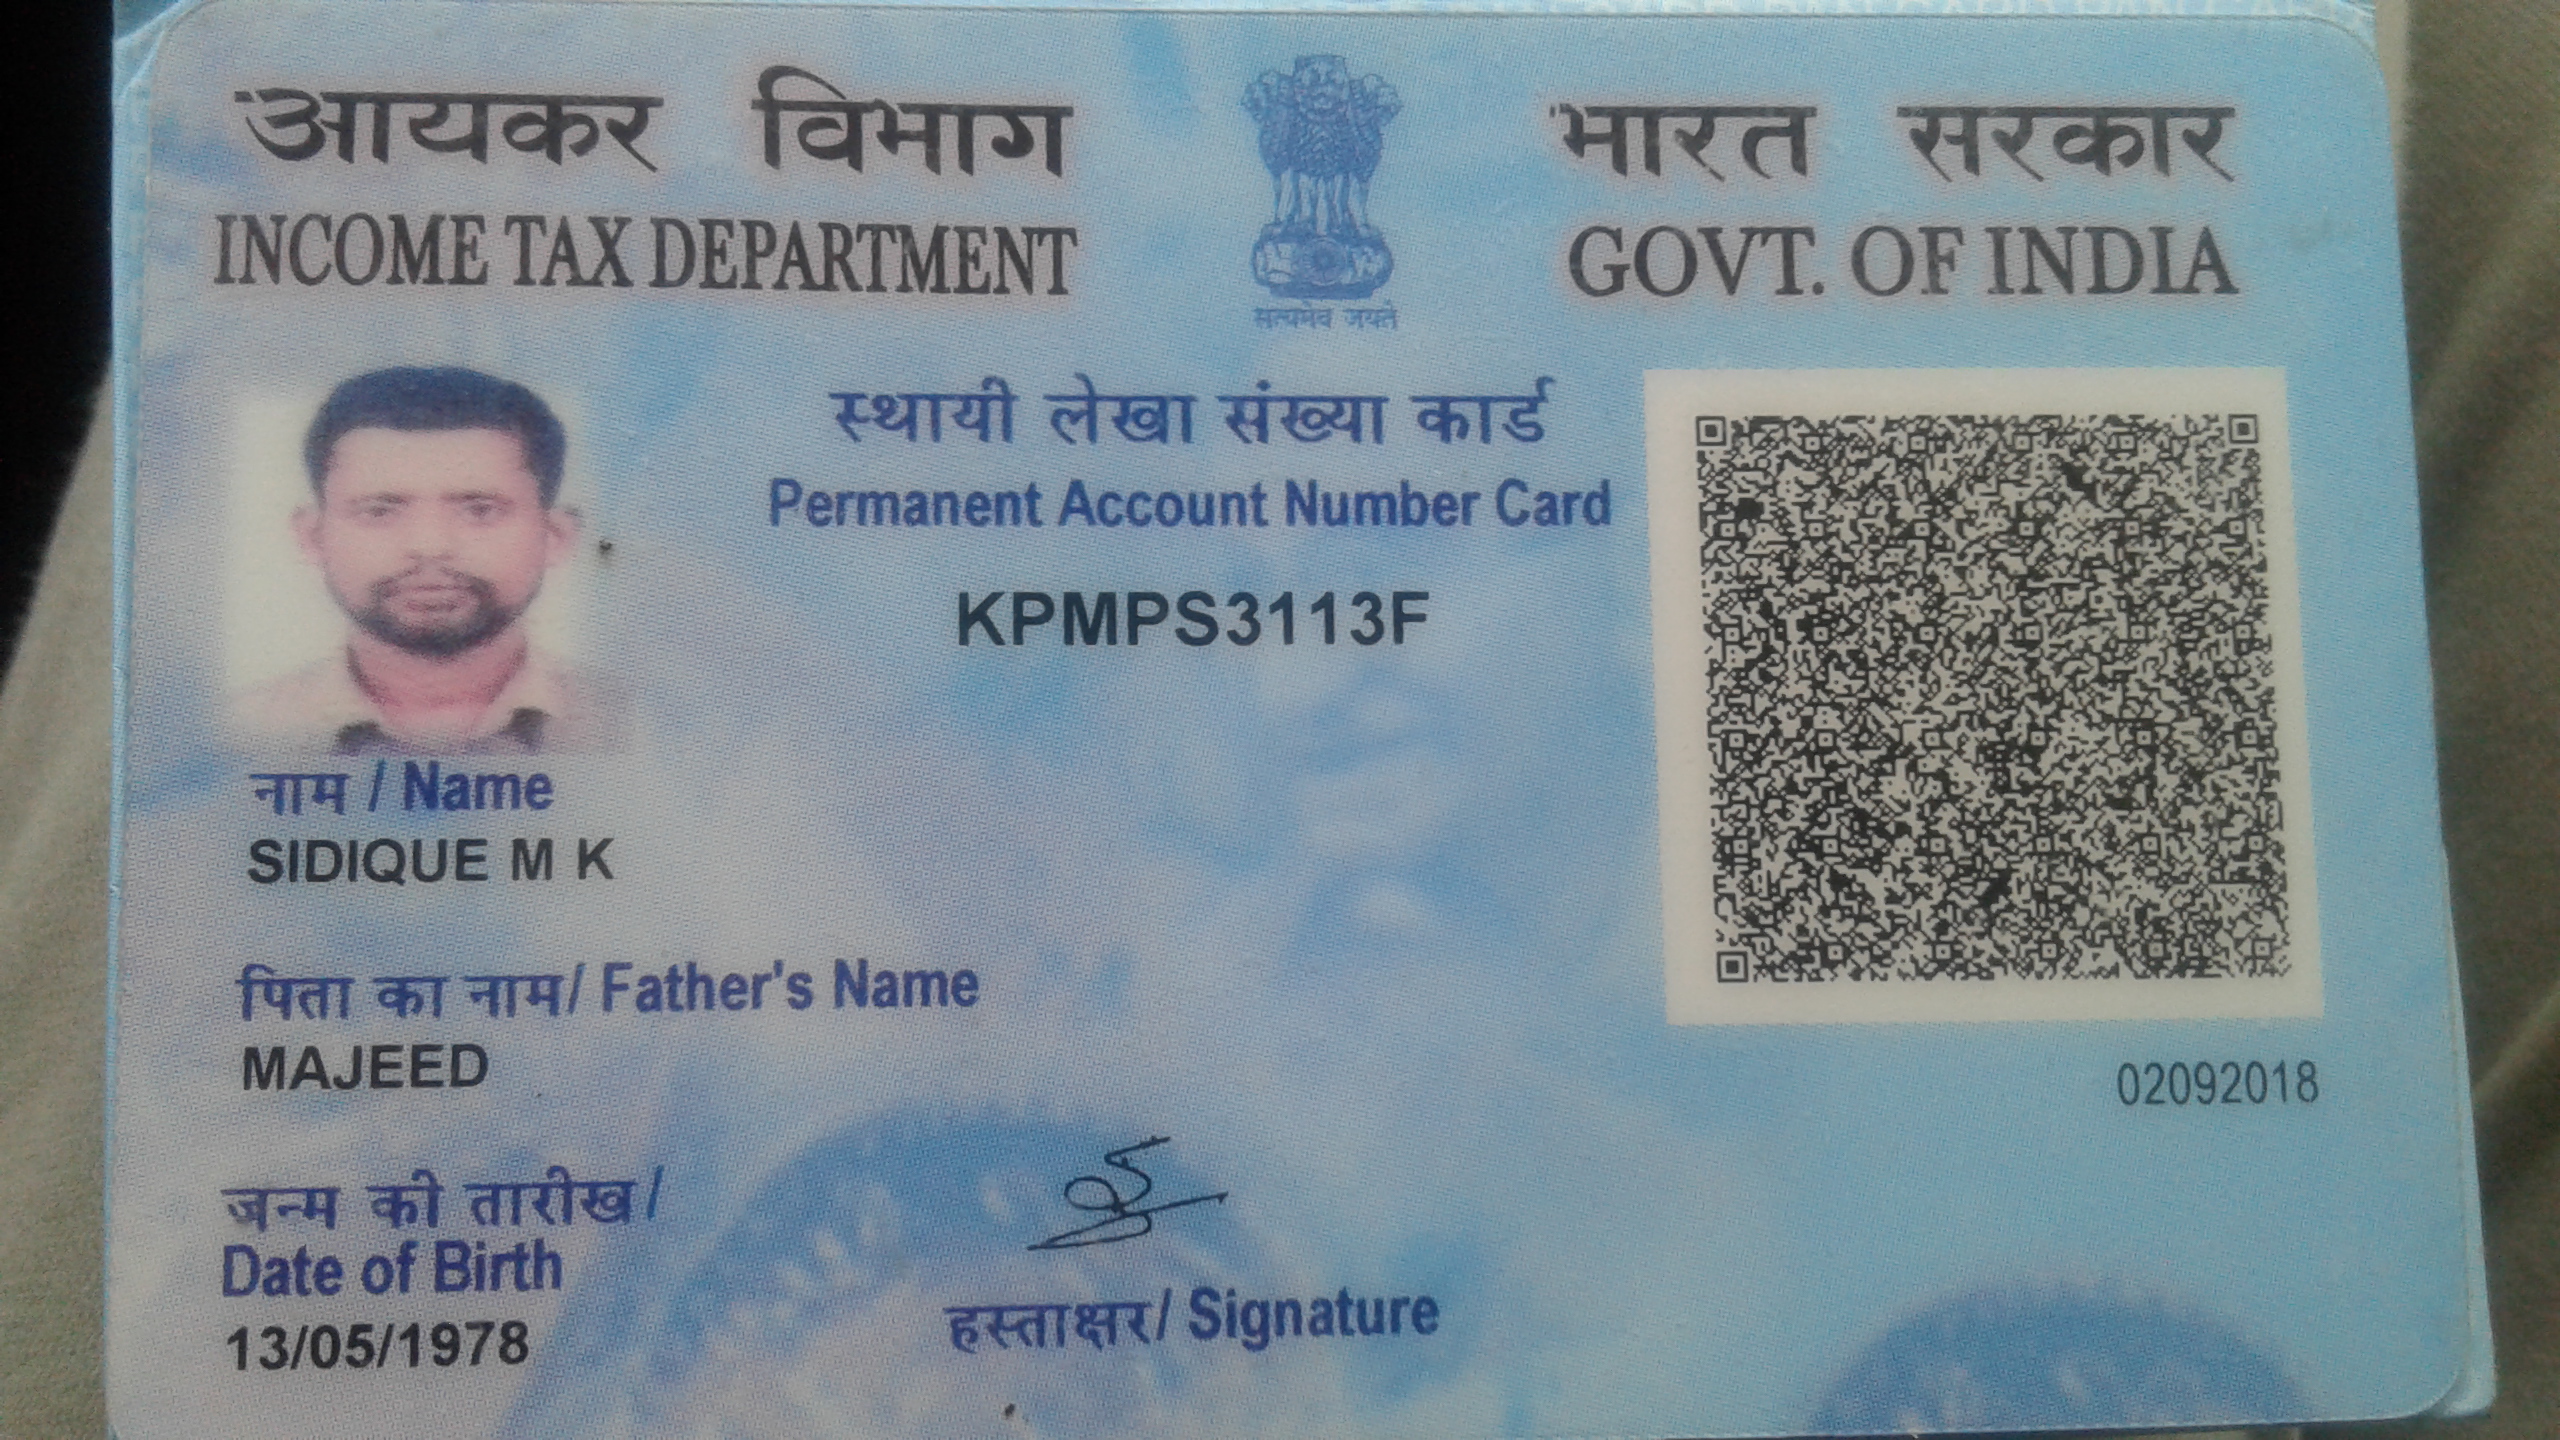 आयकर विभाग
INCOME TAX DEPARTMENT
सत्यमेव जयते
भारत सरकार
GOVT. OF INDIA
स्थायी लेखा संख्या कार्ड
Permanent Account Number Card
KPMPS3113F
नाम / Name
SIDIQUE M K
पिता का नाम/ Father's Name
MAJEED
जन्म की तारीख /
Date of Birth
13/05/1978
हस्ताक्षर/ Signature
02092018